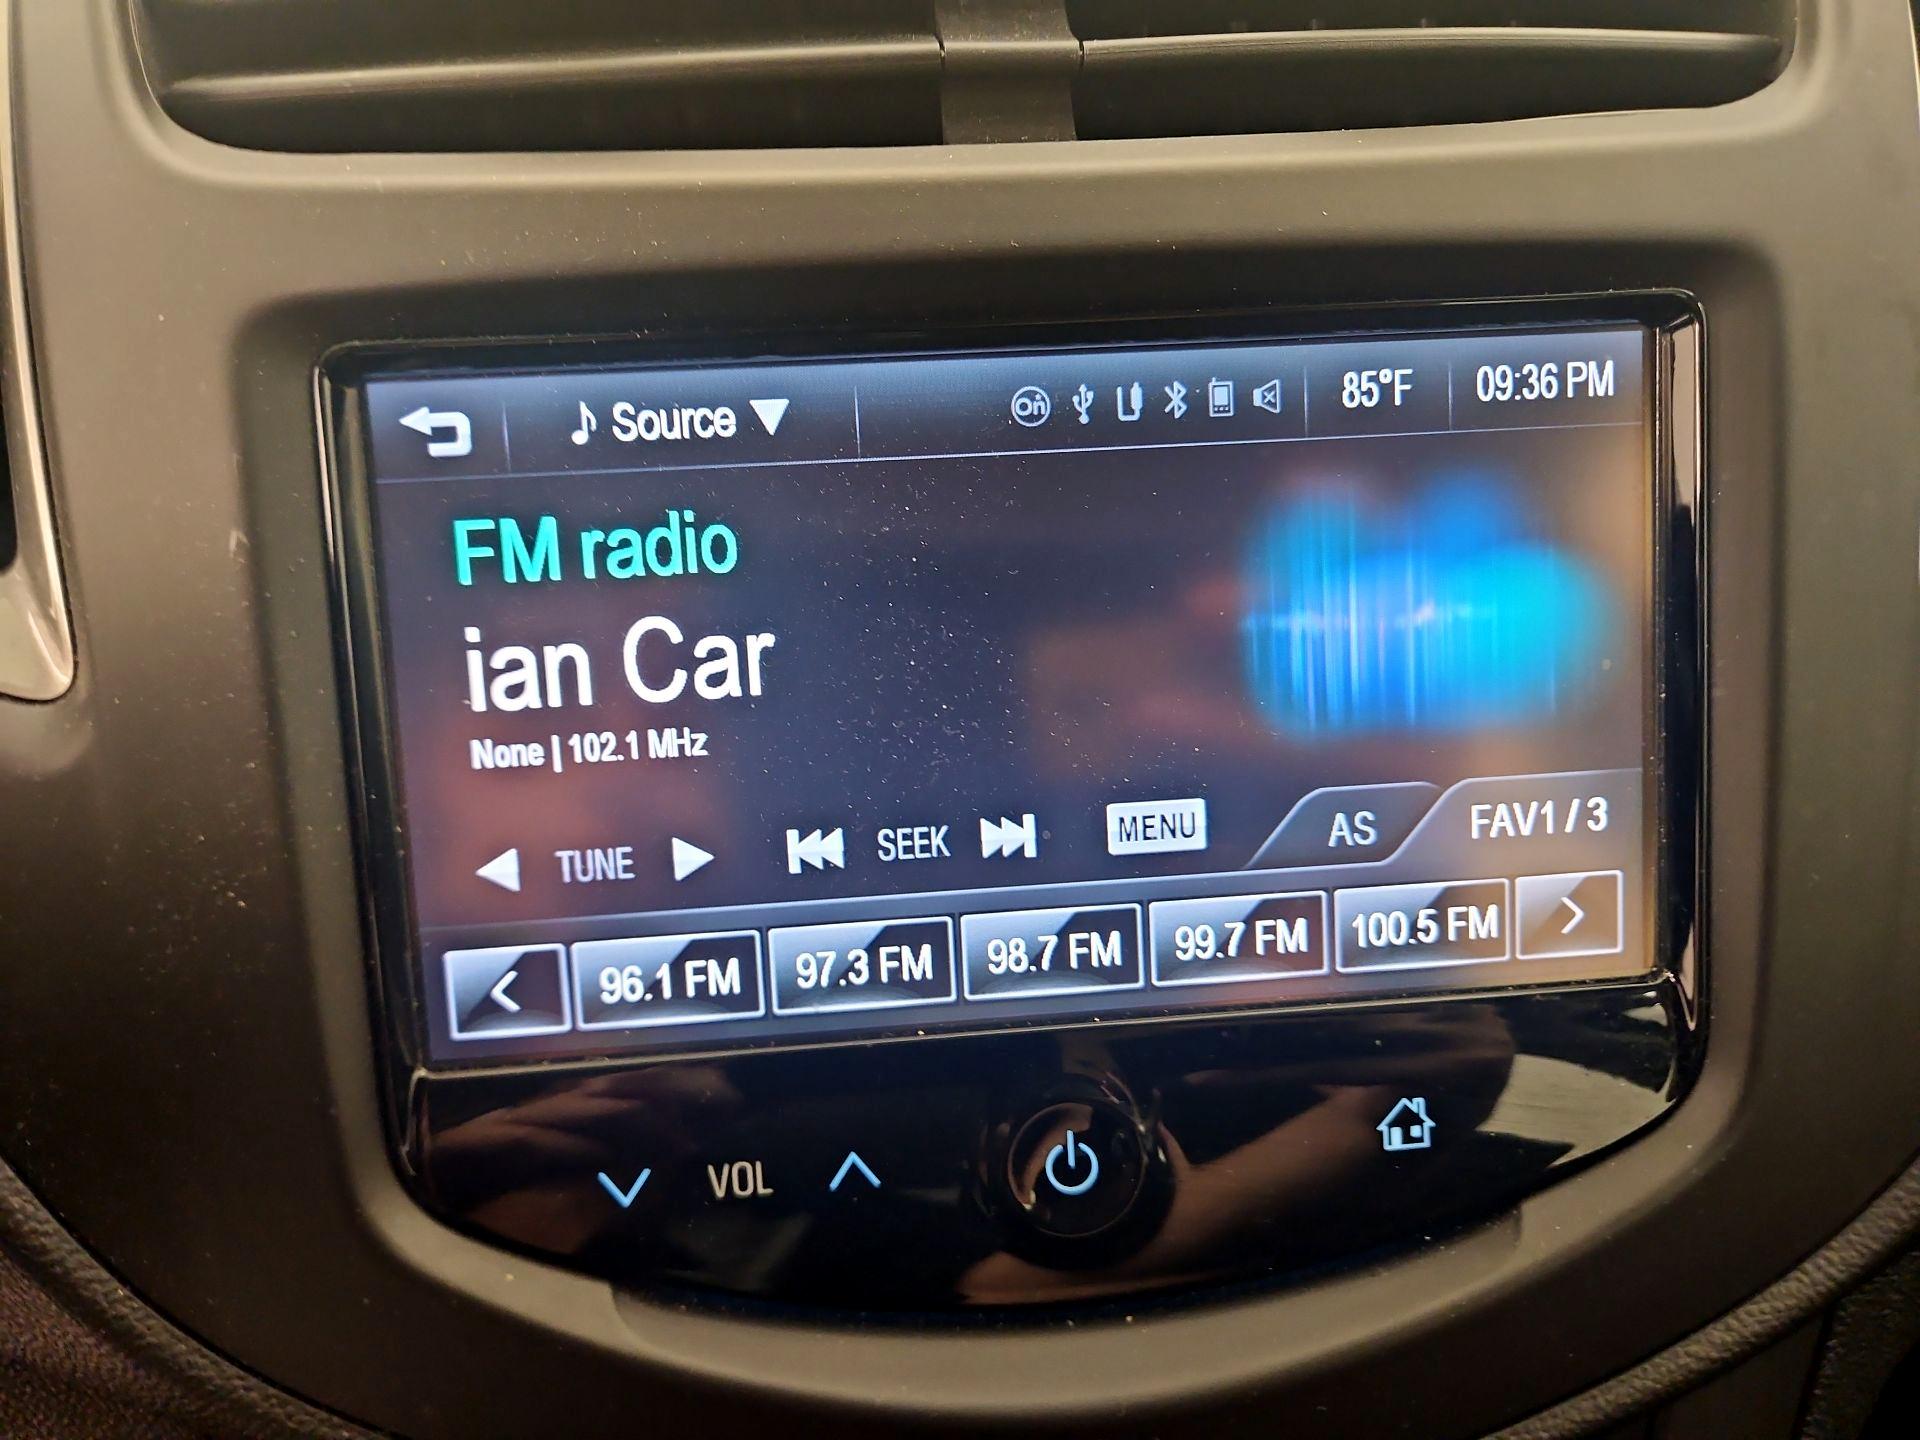 Source
On
85°F
09:36 PM
FM radio
ian Car
None | 102.1 MHz
TUNE
SEEK
MENU
AS
FAV1 / 3
96.1 FM
97.3 FM
98.7 FM
99.7 FM
100.5 FM
VOL